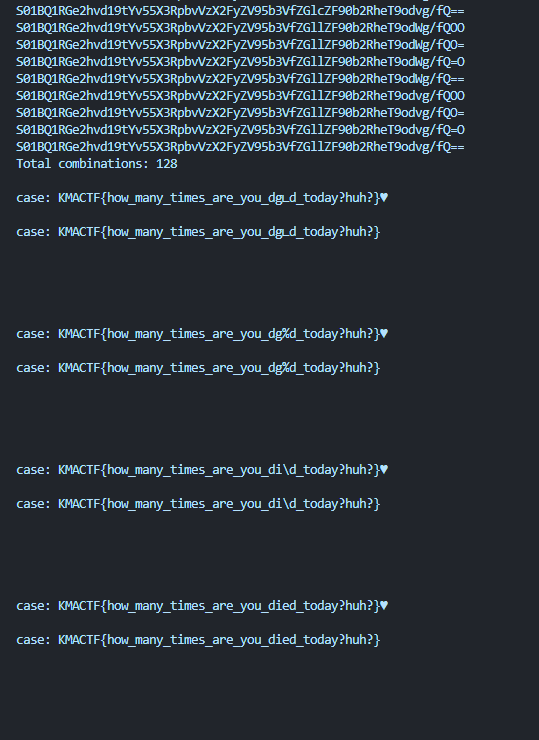 S01BQ1RGe2hvd19tYv55X3RpbvVzX2FyZV95b3VfZGlcZF90b2RheT9odvg/fQ==
S01BQ1RGe2hvd19tYv55X3RpbvVzX2FyZV95b3VfZGllZF90b2RheT9odWg/fQOO
S01BQ1RGe2hvd19tYv55X3RpbvVzX2FyZV95b3VfZGllZF90b2RheT9odWg/fQO=
S01BQ1RGe2hvd19tYv55X3RpbvVzX2FyZV95b3VfZGllZF90b2RheT9odWg/fQ=O
S01BQ1RGe2hvd19tYv55X3RpbvVzX2FyZV95b3VfZGllZF90b2RheT9odWg/fQ==
S01BQ1RGe2hvd19tYv55X3RpbvVzX2FyZV95b3VfZGllZF90b2RheT9odvg/fQOO
S01BQ1RGe2hvd19tYv55X3RpbvVzX2FyZV95b3VfZGllZF90b2RheT9odvg/fQO=
S01BQ1RGe2hvd19tYv55X3RpbvVzX2FyZV95b3VfZGllZF90b2RheT9odvg/fQ=O
S01BQ1RGe2hvd19tYv55X3RpbvVzX2FyZV95b3VfZGllZF90b2RheT9odvg/fQ==
Total combinations: 128
case: KMACTF{how_many_times_are_you_dg∟d_today?huh?}♥
case: KMACTF{how_many_times_are_you_dg∟d_today?huh?}
case: KMACTF{how_many_times_are_you_dg%d_today?huh?}♥
case: KMACTF{how_many_times_are_you_dg%d_today?huh?}
case: KMACTF{how_many_times_are_you_di\d_today?huh?}♥
case: KMACTF{how_many_times_are_you_di\d_today?huh?}
case: KMACTF{how_many_times_are_you_died_today?huh?}♥
case: KMACTF{how_many_times_are_you_died_today?huh?}